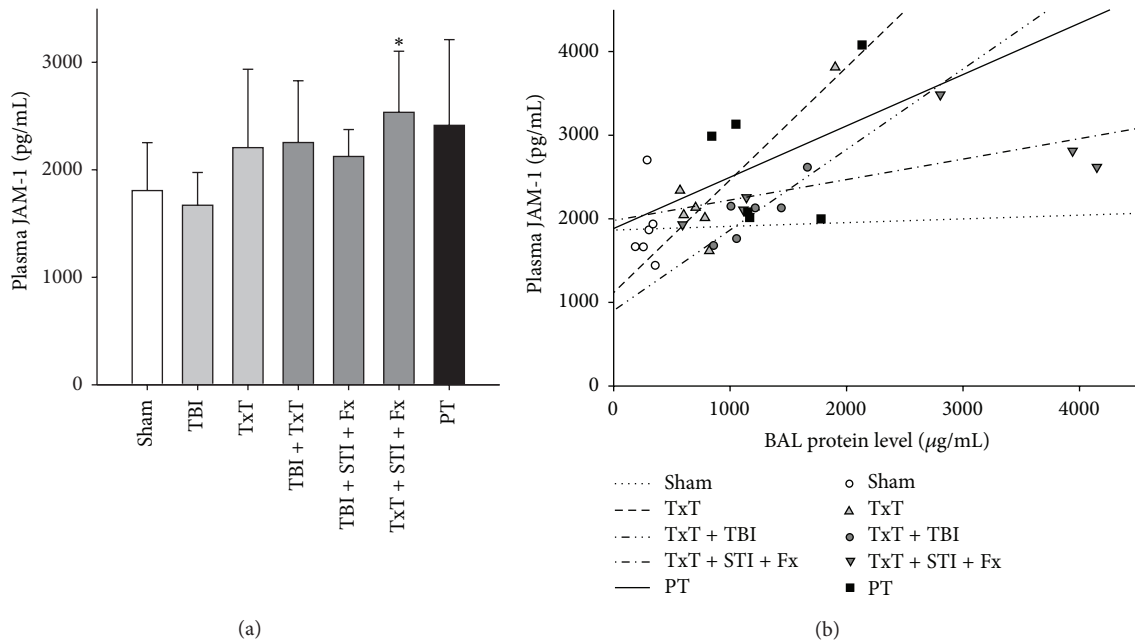 3000
2000
1000
0
Plasma JAM-1 (pg/mL)
*
Sham
TBI
TxT
TBI + TxT
TBI + STI + Fx
TxT + STI + Fx
PT
(a)
4000
3000
2000
1000
0
Plasma JAM-1 (pg/mL)
0 1000 2000 3000 4000
BAL protein level (μg/mL)
Sham Sham
TxT TxT
TxT + TBI TxT + TBI
TxT + STI + Fx TxT + STI + Fx
PT PT
(b)